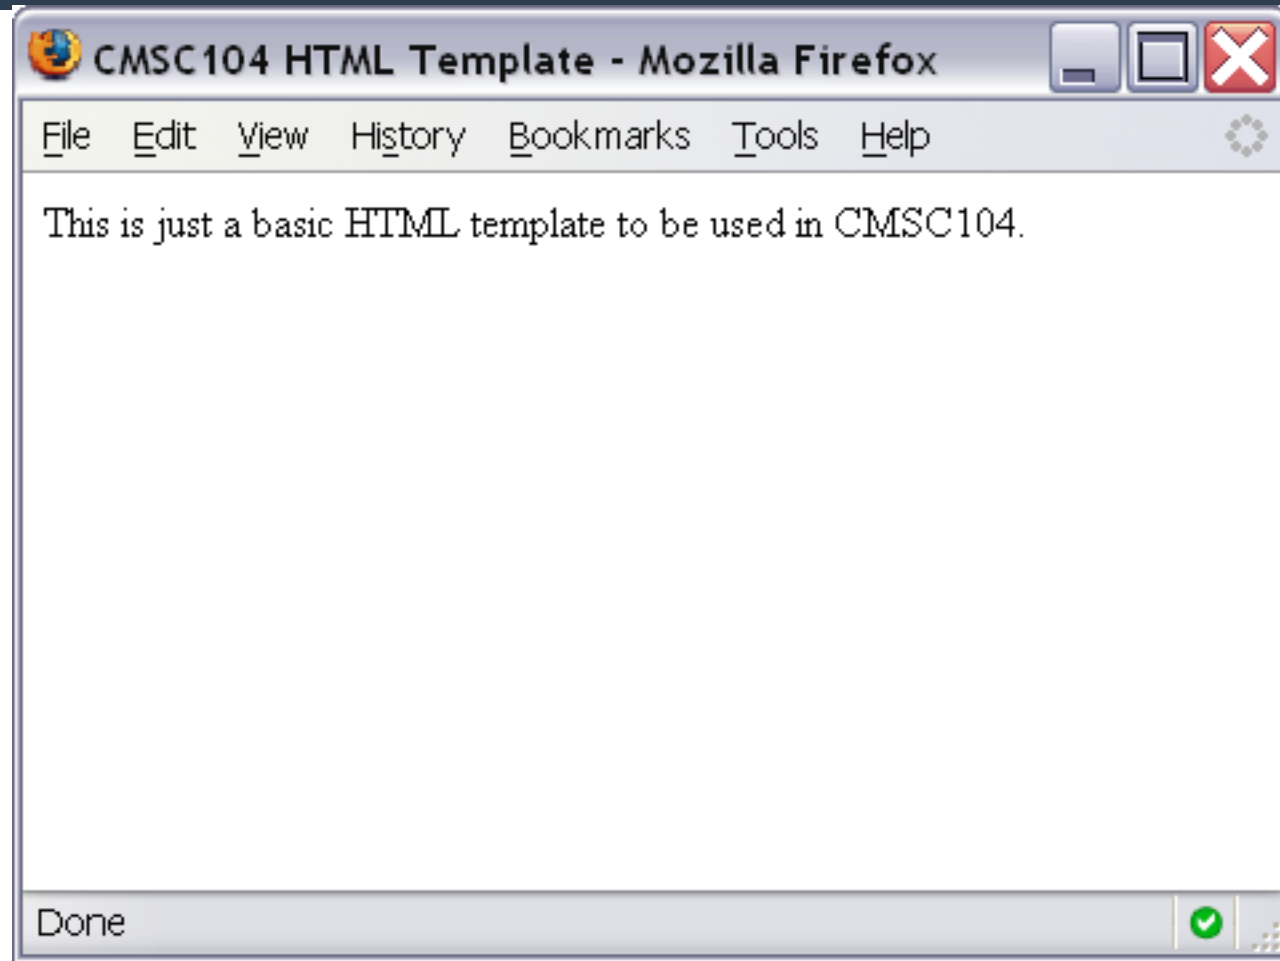 CMSC104 HTML Template - Mozilla Firefox
File Edit View History Bookmarks Tools Help
This is just a basic HTML template to be used in CMSC104.
Done